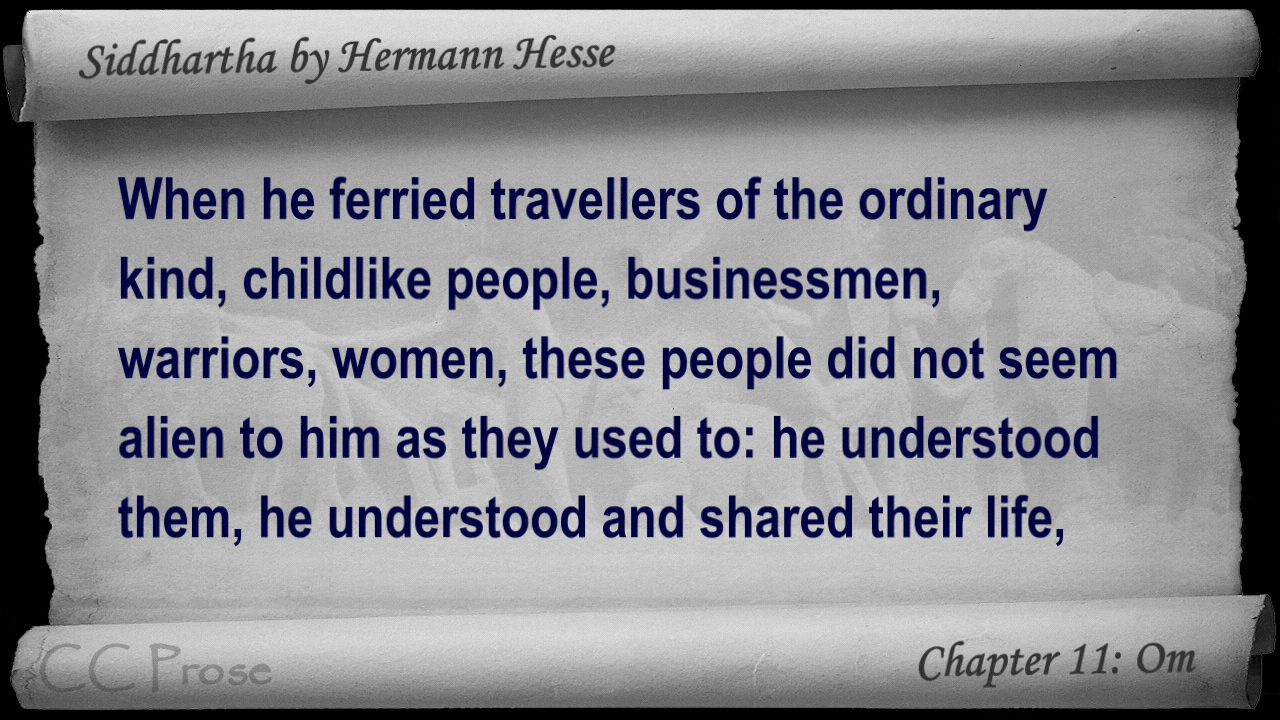 Siddhartha by Hermann Hesse
When he ferried travellers of the ordinary
kind, childlike people, businessmen,
warriors, women, these people did not seem
alien to him as they used to: he understood
them, he understood and shared their life,
CC Prose
Chapter 11: Om